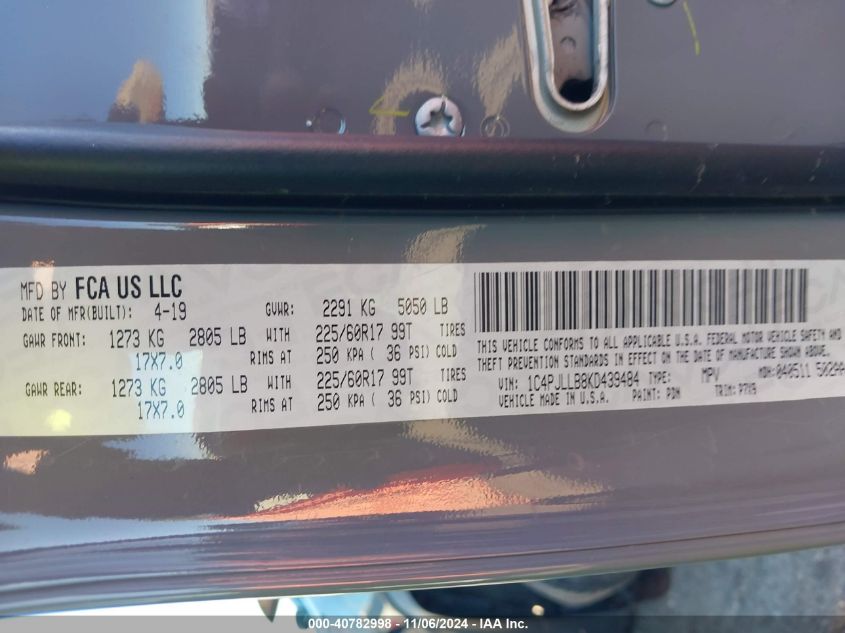 MFD BY FCA US LLC
DATE OF MFR(BUILT): 4-19 GVWR: 2291 KG 5050 LB
GAWR FRONT: 1273 KG 2805 LB WITH 225/60R17 99T TIRES
17X7.0 RIMS AT 250 KPA ( 36 PSI) COLD
GAWR REAR: 1273 KG 2805 LB WITH 225/60R17 99T TIRES
17X7.0 RIMS AT 250 KPA ( 36 PSI) COLD
THIS VEHICLE CONFORMS TO ALL APPLICABLE U.S.A. FEDERAL MOTOR VEHICLE SAFETY AND
THEFT PREVENTION STANDARDS IN EFFECT ON THE DATE OF MANUFACTURE SHOWN ABOVE.
VIN: 1C4PJLLB8KD439484 TYPE: MPV MDH: 040511
VEHICLE MADE IN U.S.A. PAINT: PDN TRIM:
000-40782998 - 11/06/2024 - IAA Inc.